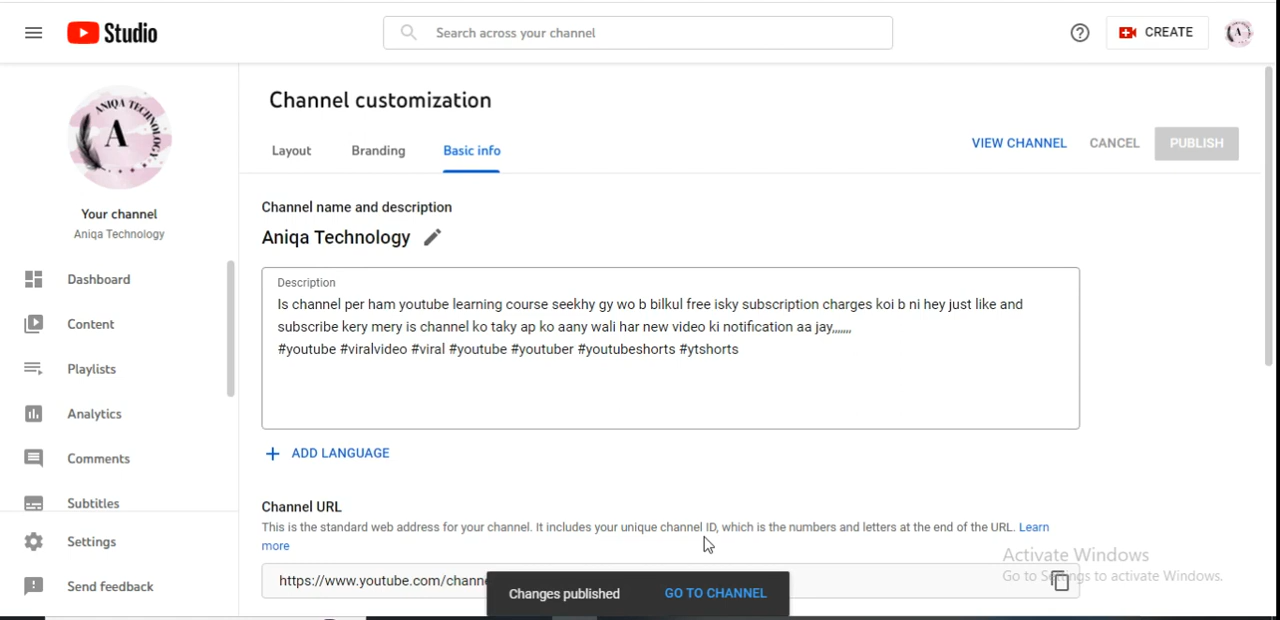 Studio
Search across your channel
CREATE
ANIQA TECHNOLOGY
A
Your channel
Aniqa Technology
Dashboard
Content
Playlists
Analytics
Comments
Subtitles
Settings
Send feedback
Channel customization
Layout Branding Basic info
VIEW CHANNEL CANCEL PUBLISH
Channel name and description
Aniqa Technology
Description
Is channel per ham youtube learning course seekhy gy wo b bilkul free isky subscription charges koi b ni hey just like and
subscribe kery mery is channel ko taky ap ko aany wali har new video ki notification aa jay,,,,,,,
#youtube #viralvideo #viral #youtube #youtuber #youtubeshorts #ytshorts
+ ADD LANGUAGE
Channel URL
This is the standard web address for your channel. It includes your unique channel ID, which is the numbers and letters at the end of the URL. Learn
more
https://www.youtube.com/channe
Changes published GO TO CHANNEL
Activate Windows
Go to Settings to activate Windows.